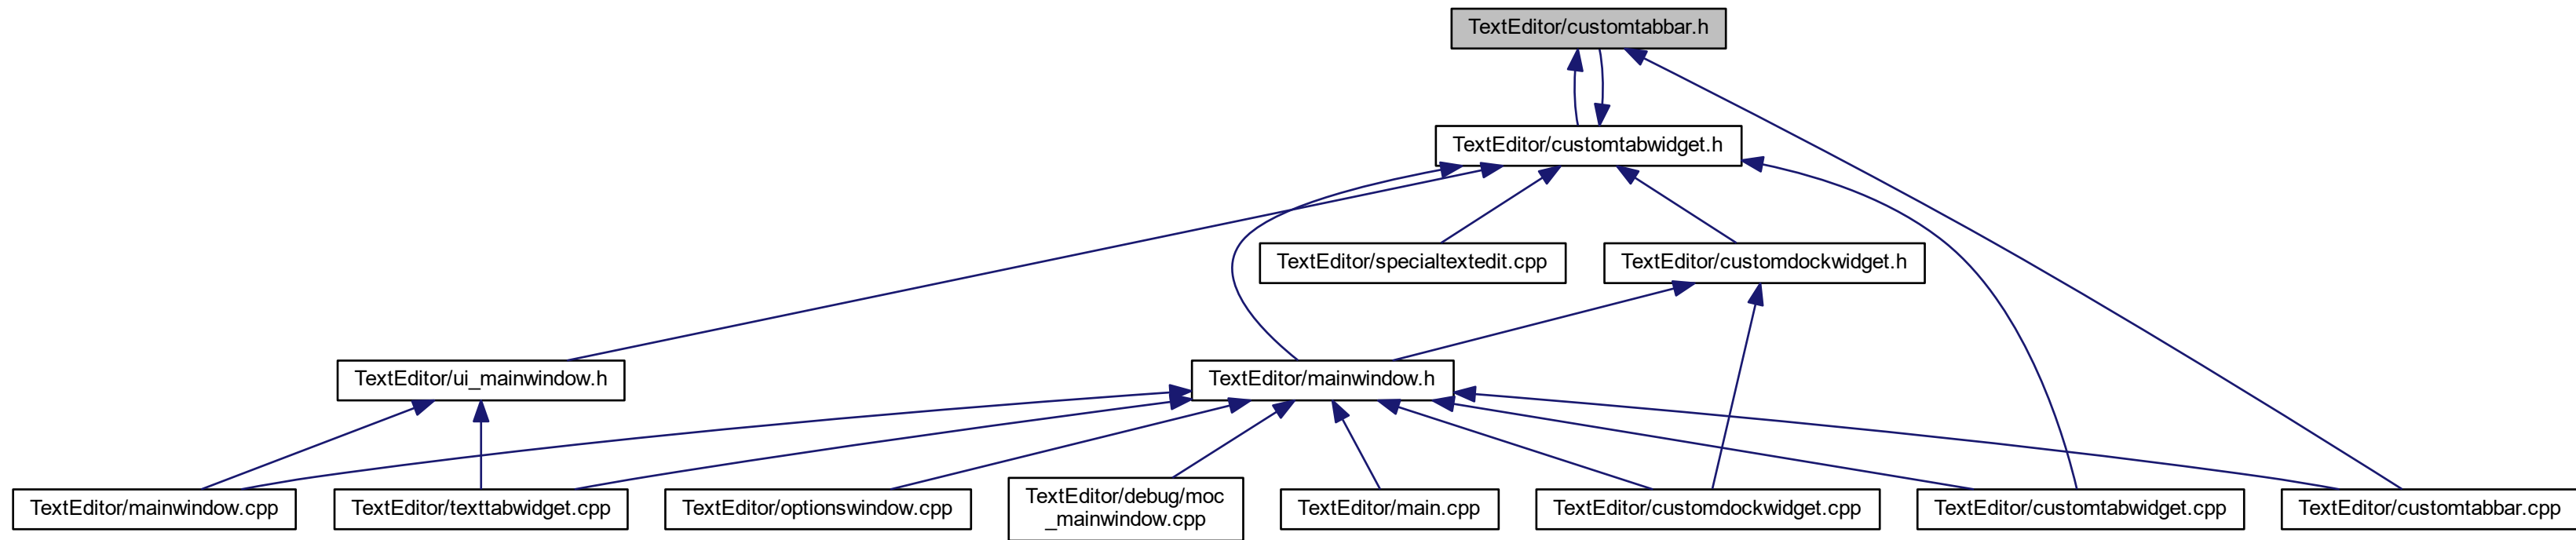 TextEditor/customtabbar.h
TextEditor/customtabwidget.h
TextEditor/specialtextedit.cpp
TextEditor/customdockwidget.h
TextEditor/ui_mainwindow.h
TextEditor/mainwindow.h
TextEditor/mainwindow.cpp
TextEditor/texttabwidget.cpp
TextEditor/optionswindow.cpp
TextEditor/debug/moc
_mainwindow.cpp
TextEditor/main.cpp
TextEditor/customdockwidget.cpp
TextEditor/customtabwidget.cpp
TextEditor/customtabbar.cpp